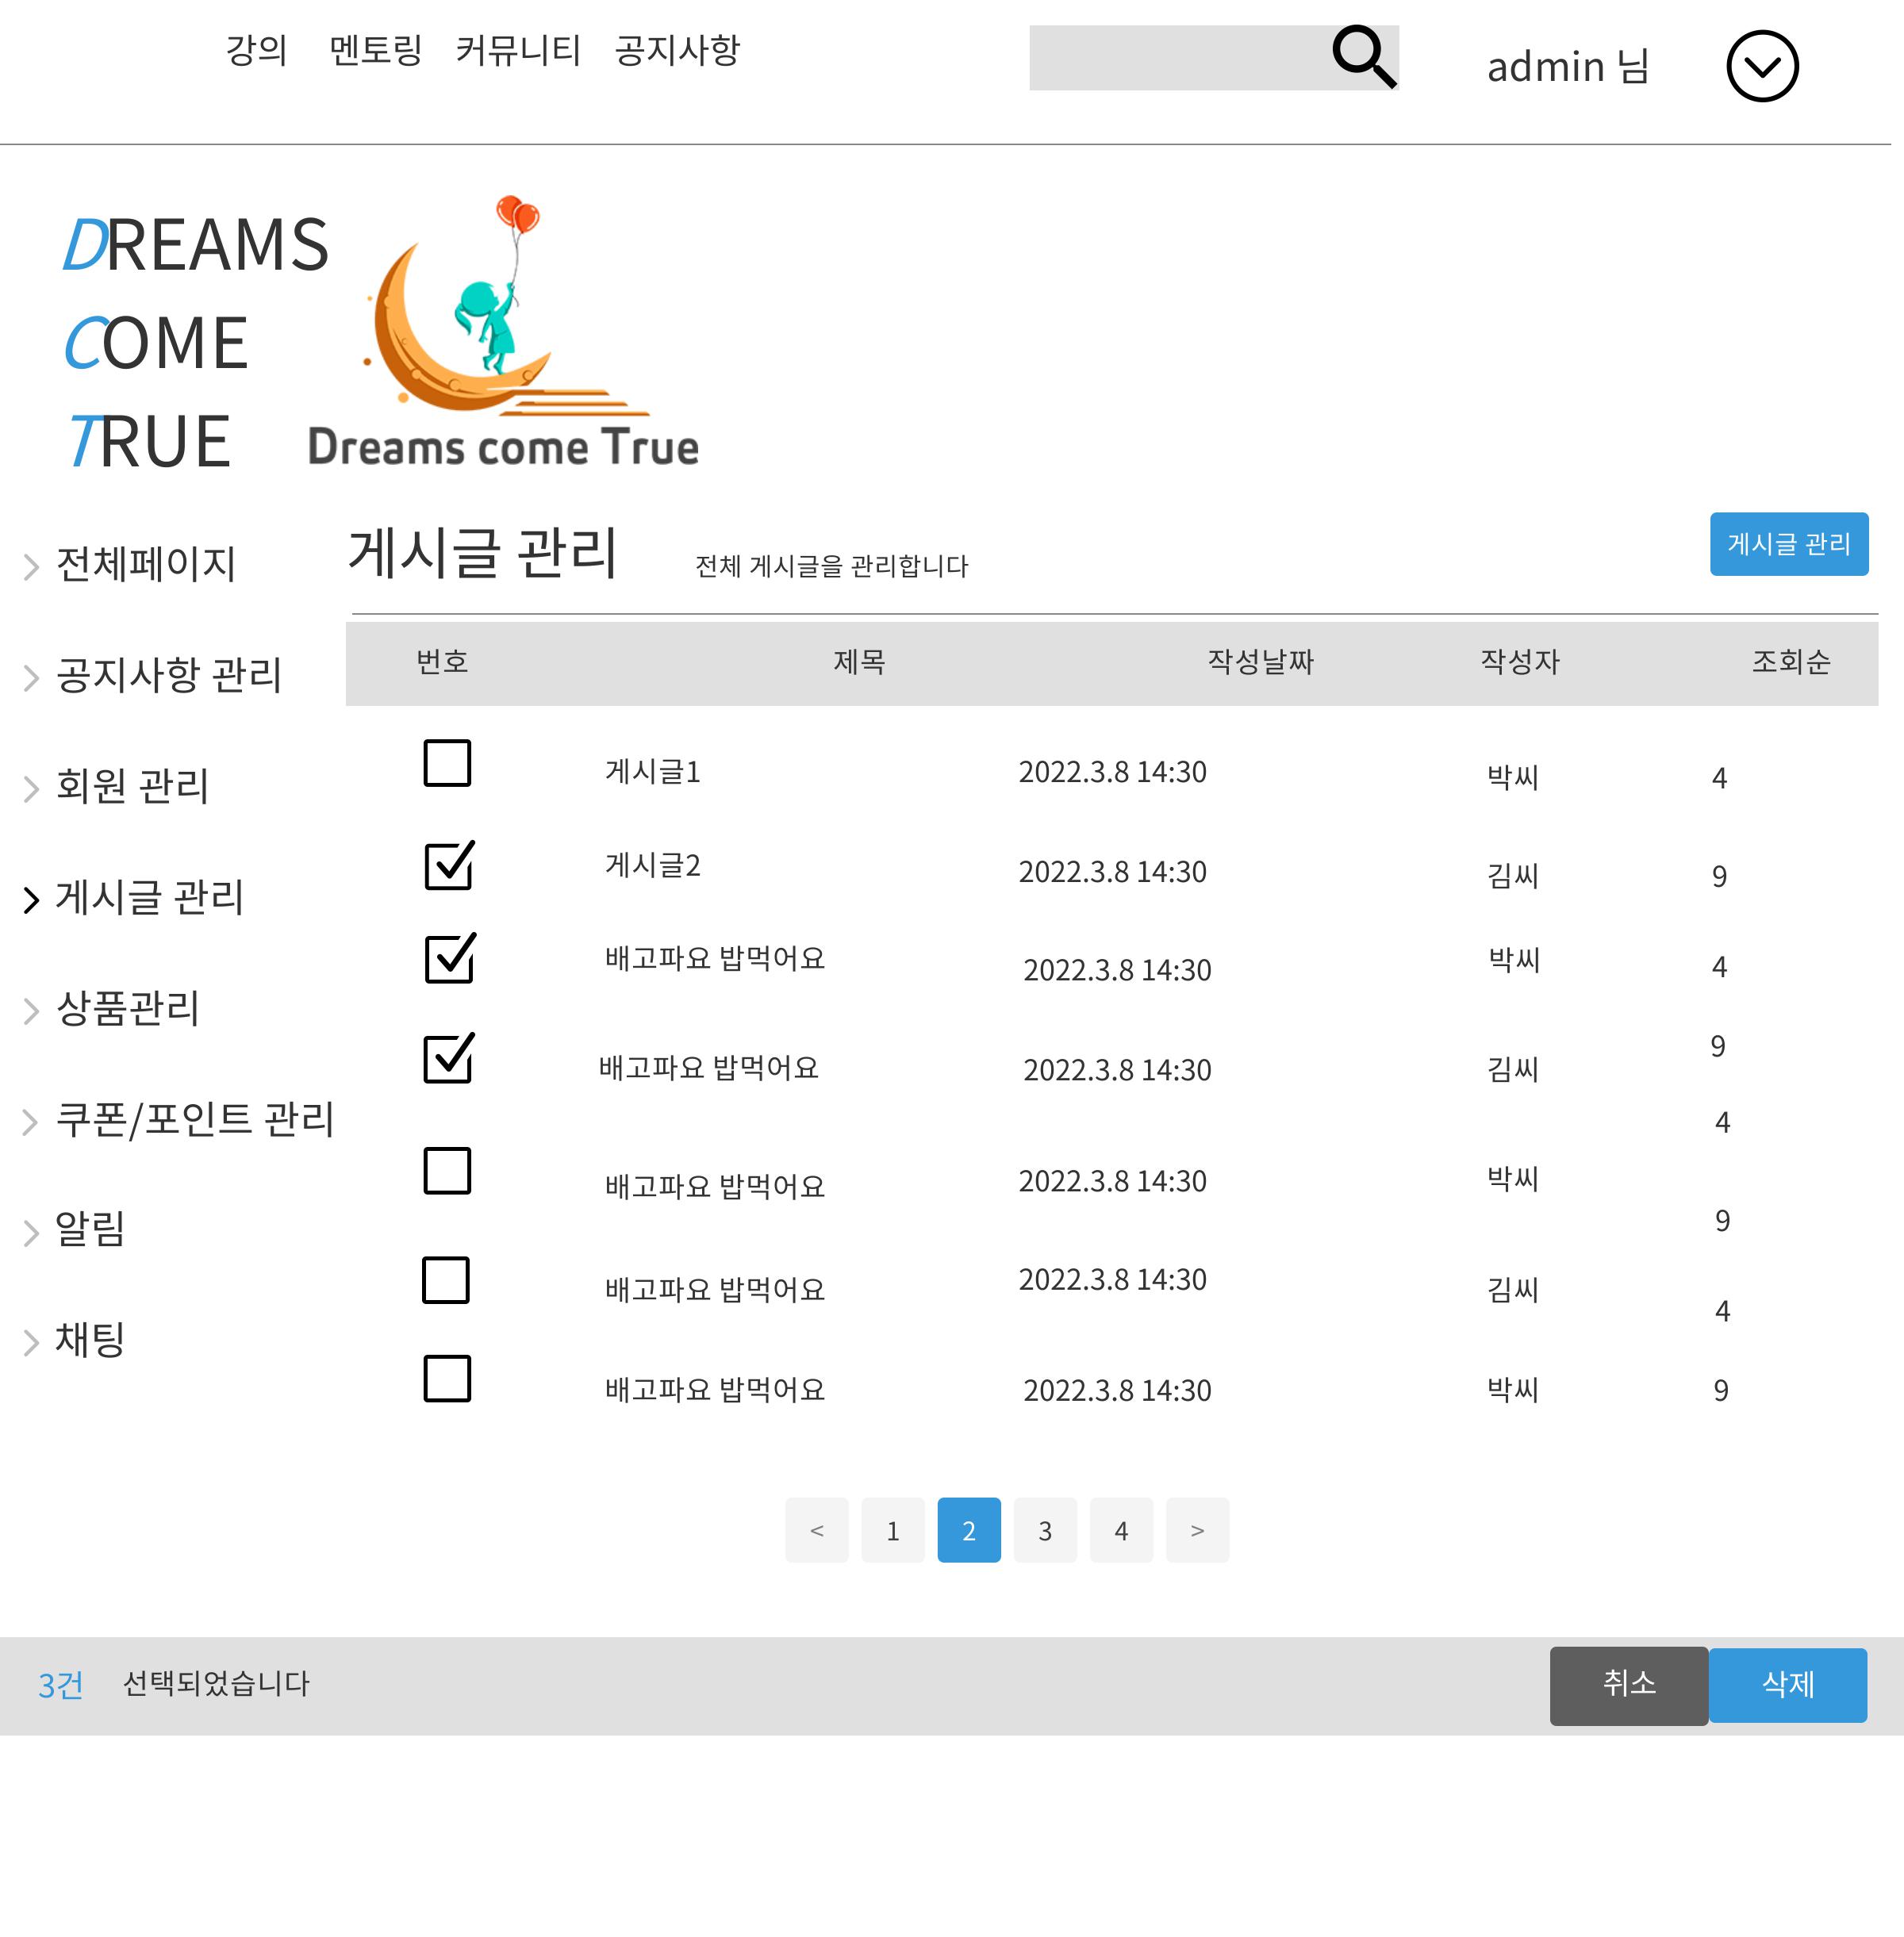 강의 멘토링 커뮤니티 공지사항 admin 님
DREAMS
COME
TRUE
Dreams come True
전체페이지
공지사항 관리
회원 관리
게시글 관리
상품관리
쿠폰/포인트 관리
알림
채팅
게시글 관리 전체 게시글을 관리합니다 게시글 관리
번호 제목 작성날짜 작성자 조회순
게시글1 2022.3.8 14:30 박씨 4
게시글2 2022.3.8 14:30 김씨 9
배고파요 밥먹어요 2022.3.8 14:30 박씨 4
배고파요 밥먹어요 2022.3.8 14:30 김씨 9
배고파요 밥먹어요 2022.3.8 14:30 박씨 4
배고파요 밥먹어요 2022.3.8 14:30 김씨 9
배고파요 밥먹어요 2022.3.8 14:30 박씨 4
9
< 1 2 3 4 >
3건 선택되었습니다 취소 삭제